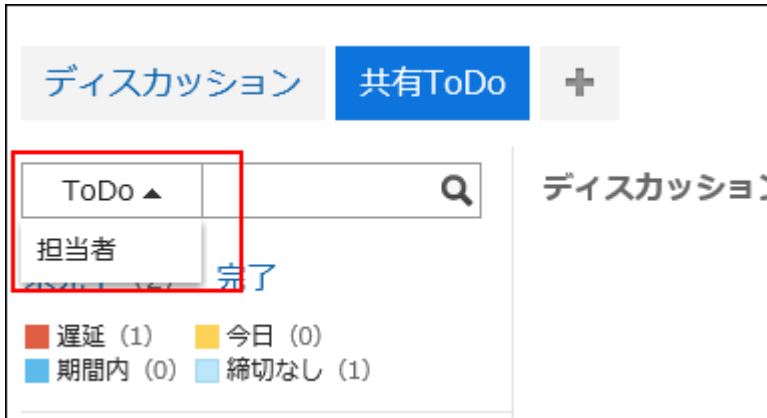 ディスカッション 共有ToDo +
ToDo ▲
ディスカッション
担当者
(2) 完了
遅延 (1) 今日 (0)
期間内 (0) 締切なし (1)